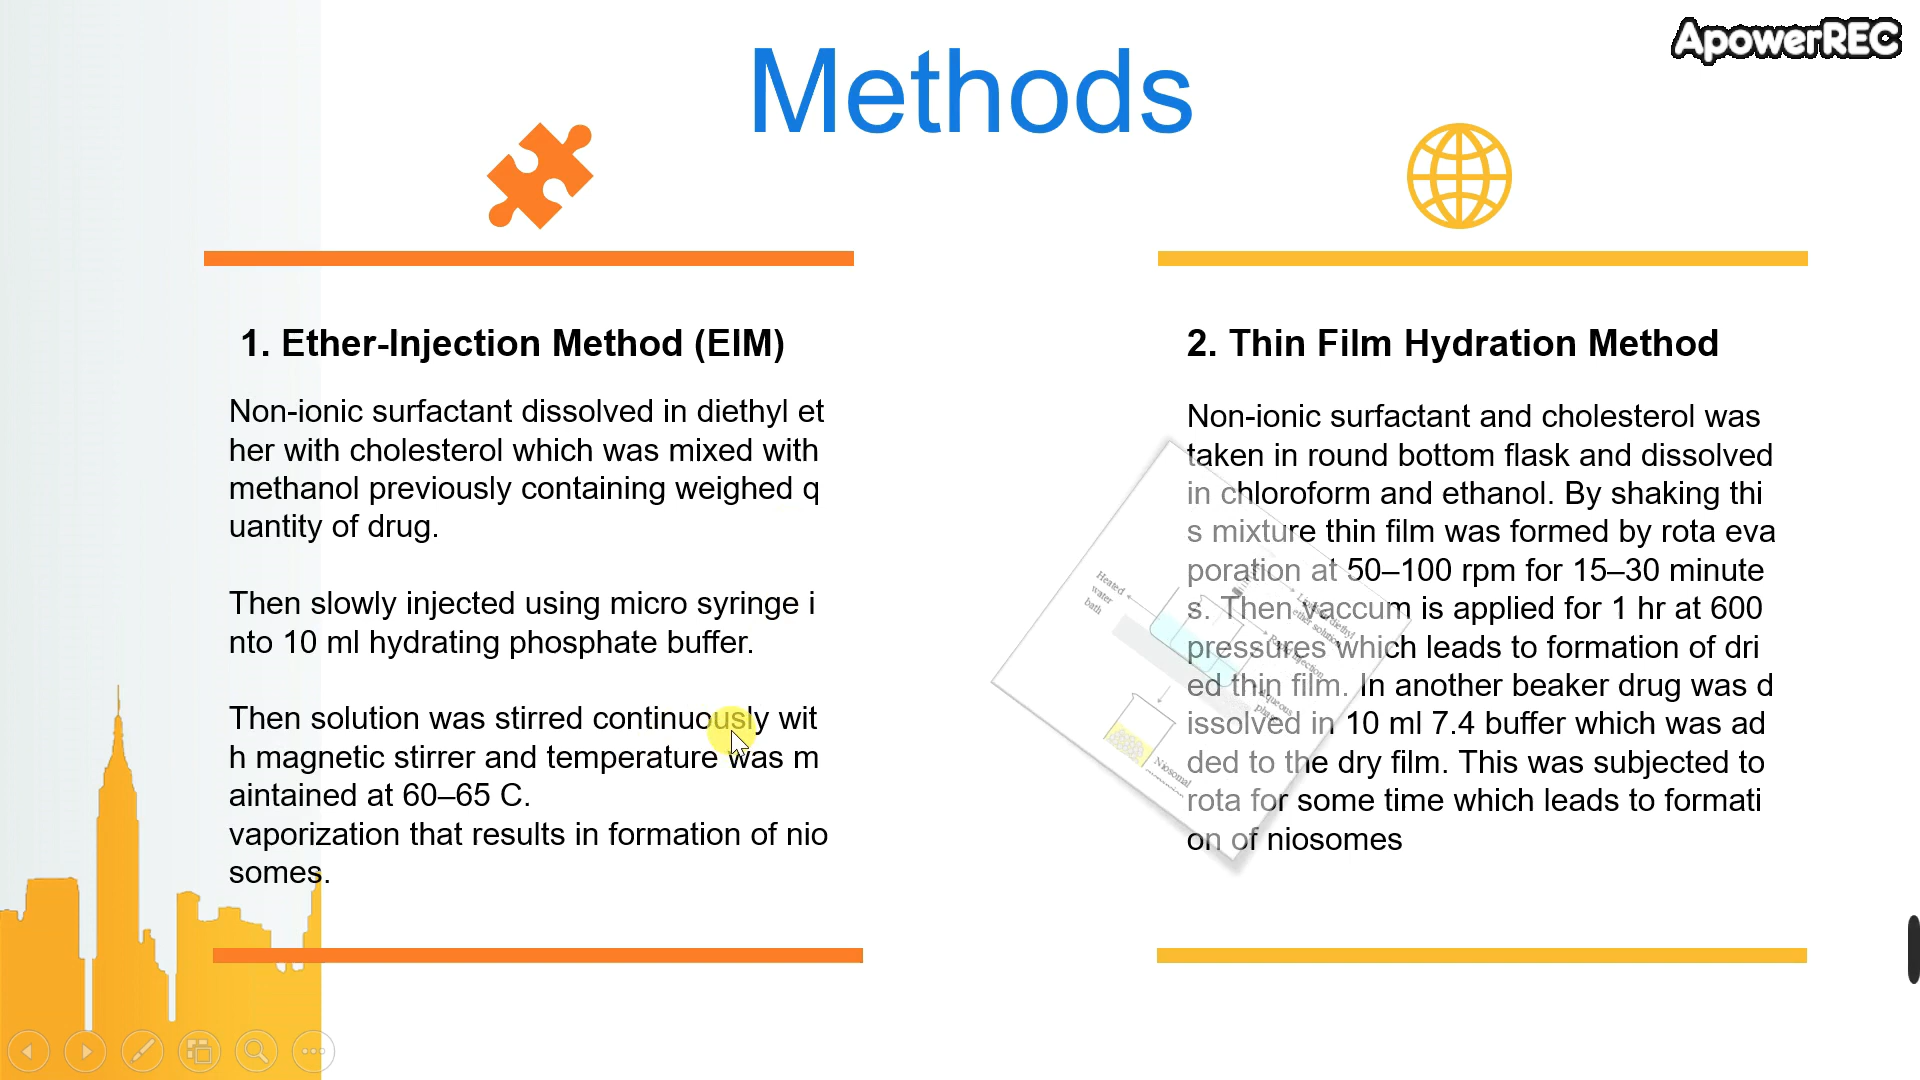 ApowerREC
Methods
1. Ether-Injection Method (EIM)
Non-ionic surfactant dissolved in diethyl et
her with cholesterol which was mixed with
methanol previously containing weighed q
uantity of drug.
Then slowly injected using micro syringe i
nto 10 ml hydrating phosphate buffer.
Then solution was stirred continuously wit
h magnetic stirrer and temperature was m
aintained at 60–65 C.
vaporization that results in formation of nio
somes.
2. Thin Film Hydration Method
Non-ionic surfactant and cholesterol was
taken in round bottom flask and dissolved
in chloroform and ethanol. By shaking thi
s mixture thin film was formed by rota eva
poration at 50–100 rpm for 15–30 minute
s. Then vaccum is applied for 1 hr at 600
pressures which leads to formation of dri
ed thin film. In another beaker drug was d
issolved in 10 ml 7.4 buffer which was ad
ded to the dry film. This was subjected to
rota for some time which leads to formati
on of niosomes
Heated
water
bath
Niosomal